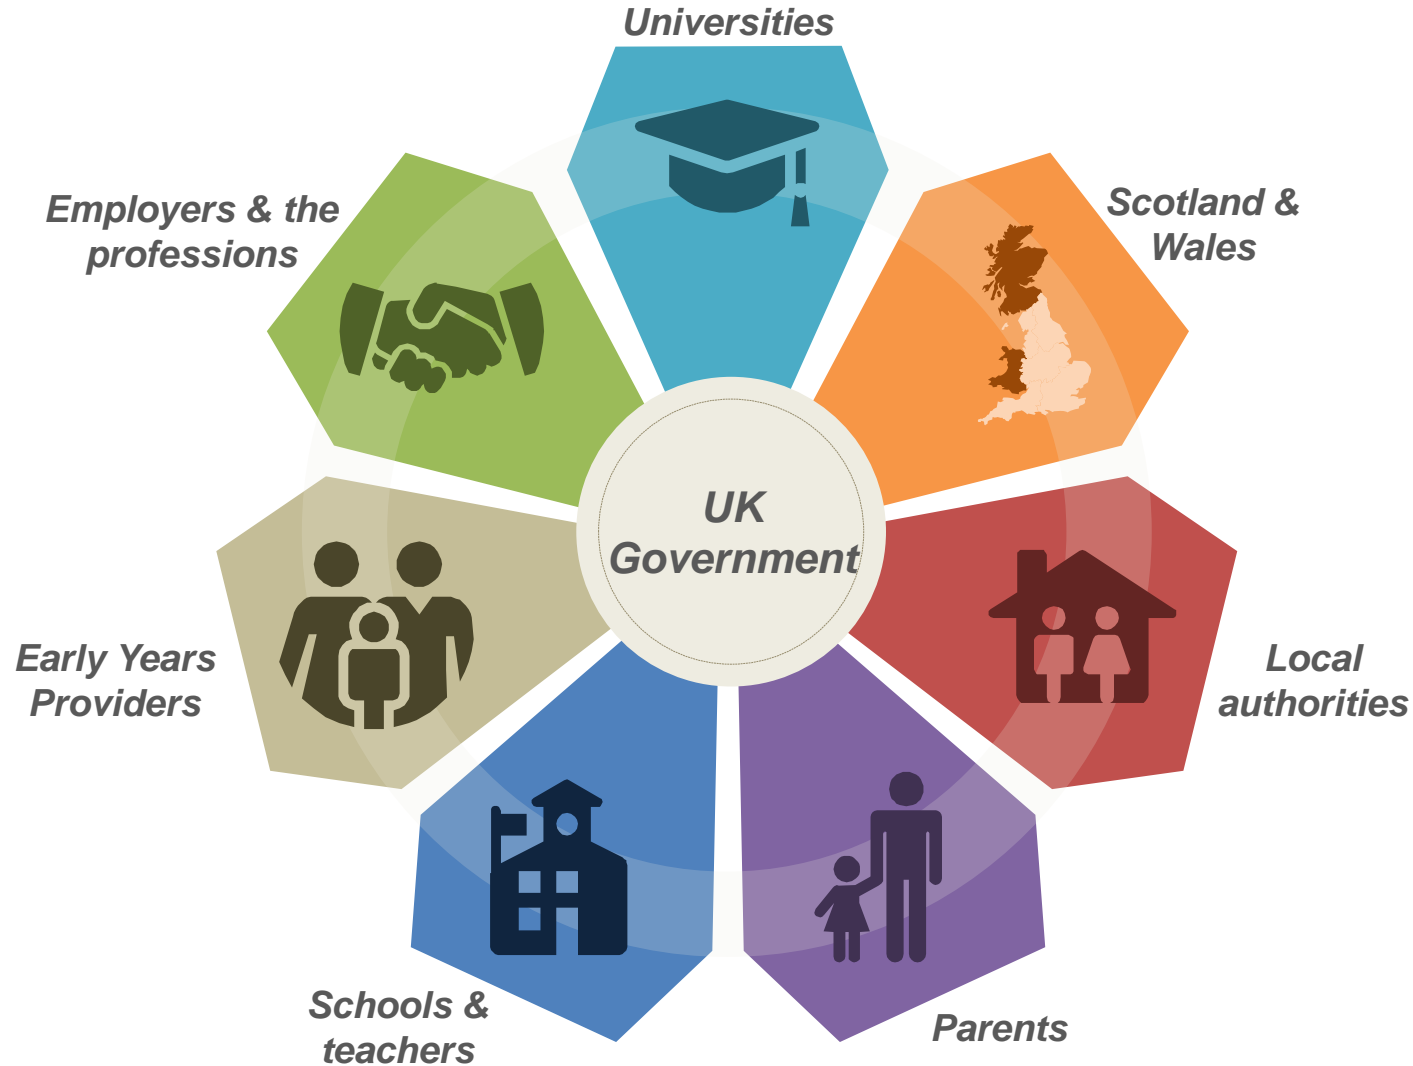 Universities
Employers & the
professions
Scotland &
Wales
UK
Government
Early Years
Providers
Local
authorities
Schools &
teachers
Parents